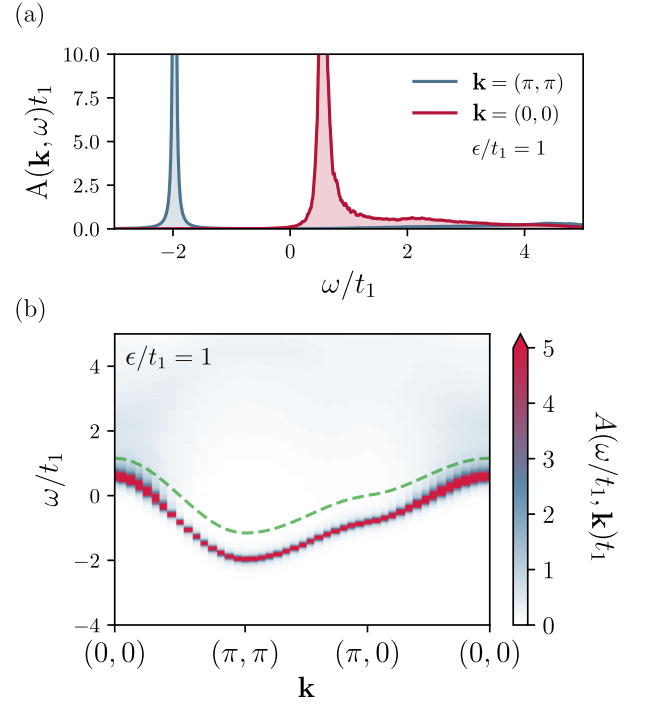 (a)
10.0
7.5
5.0
2.5
0.0
A(k, ω)t₁
k = (π, π)
k = (0, 0)
ϵ/t₁ = 1
−2 0 2 4
ω/t₁
(b)
ϵ/t₁ = 1
4
2
0
−2
−4
ω/t₁
5
4
3
2
1
0
A(ω/t₁, k)t₁
(0, 0) (π, π) (π, 0) (0, 0)
k